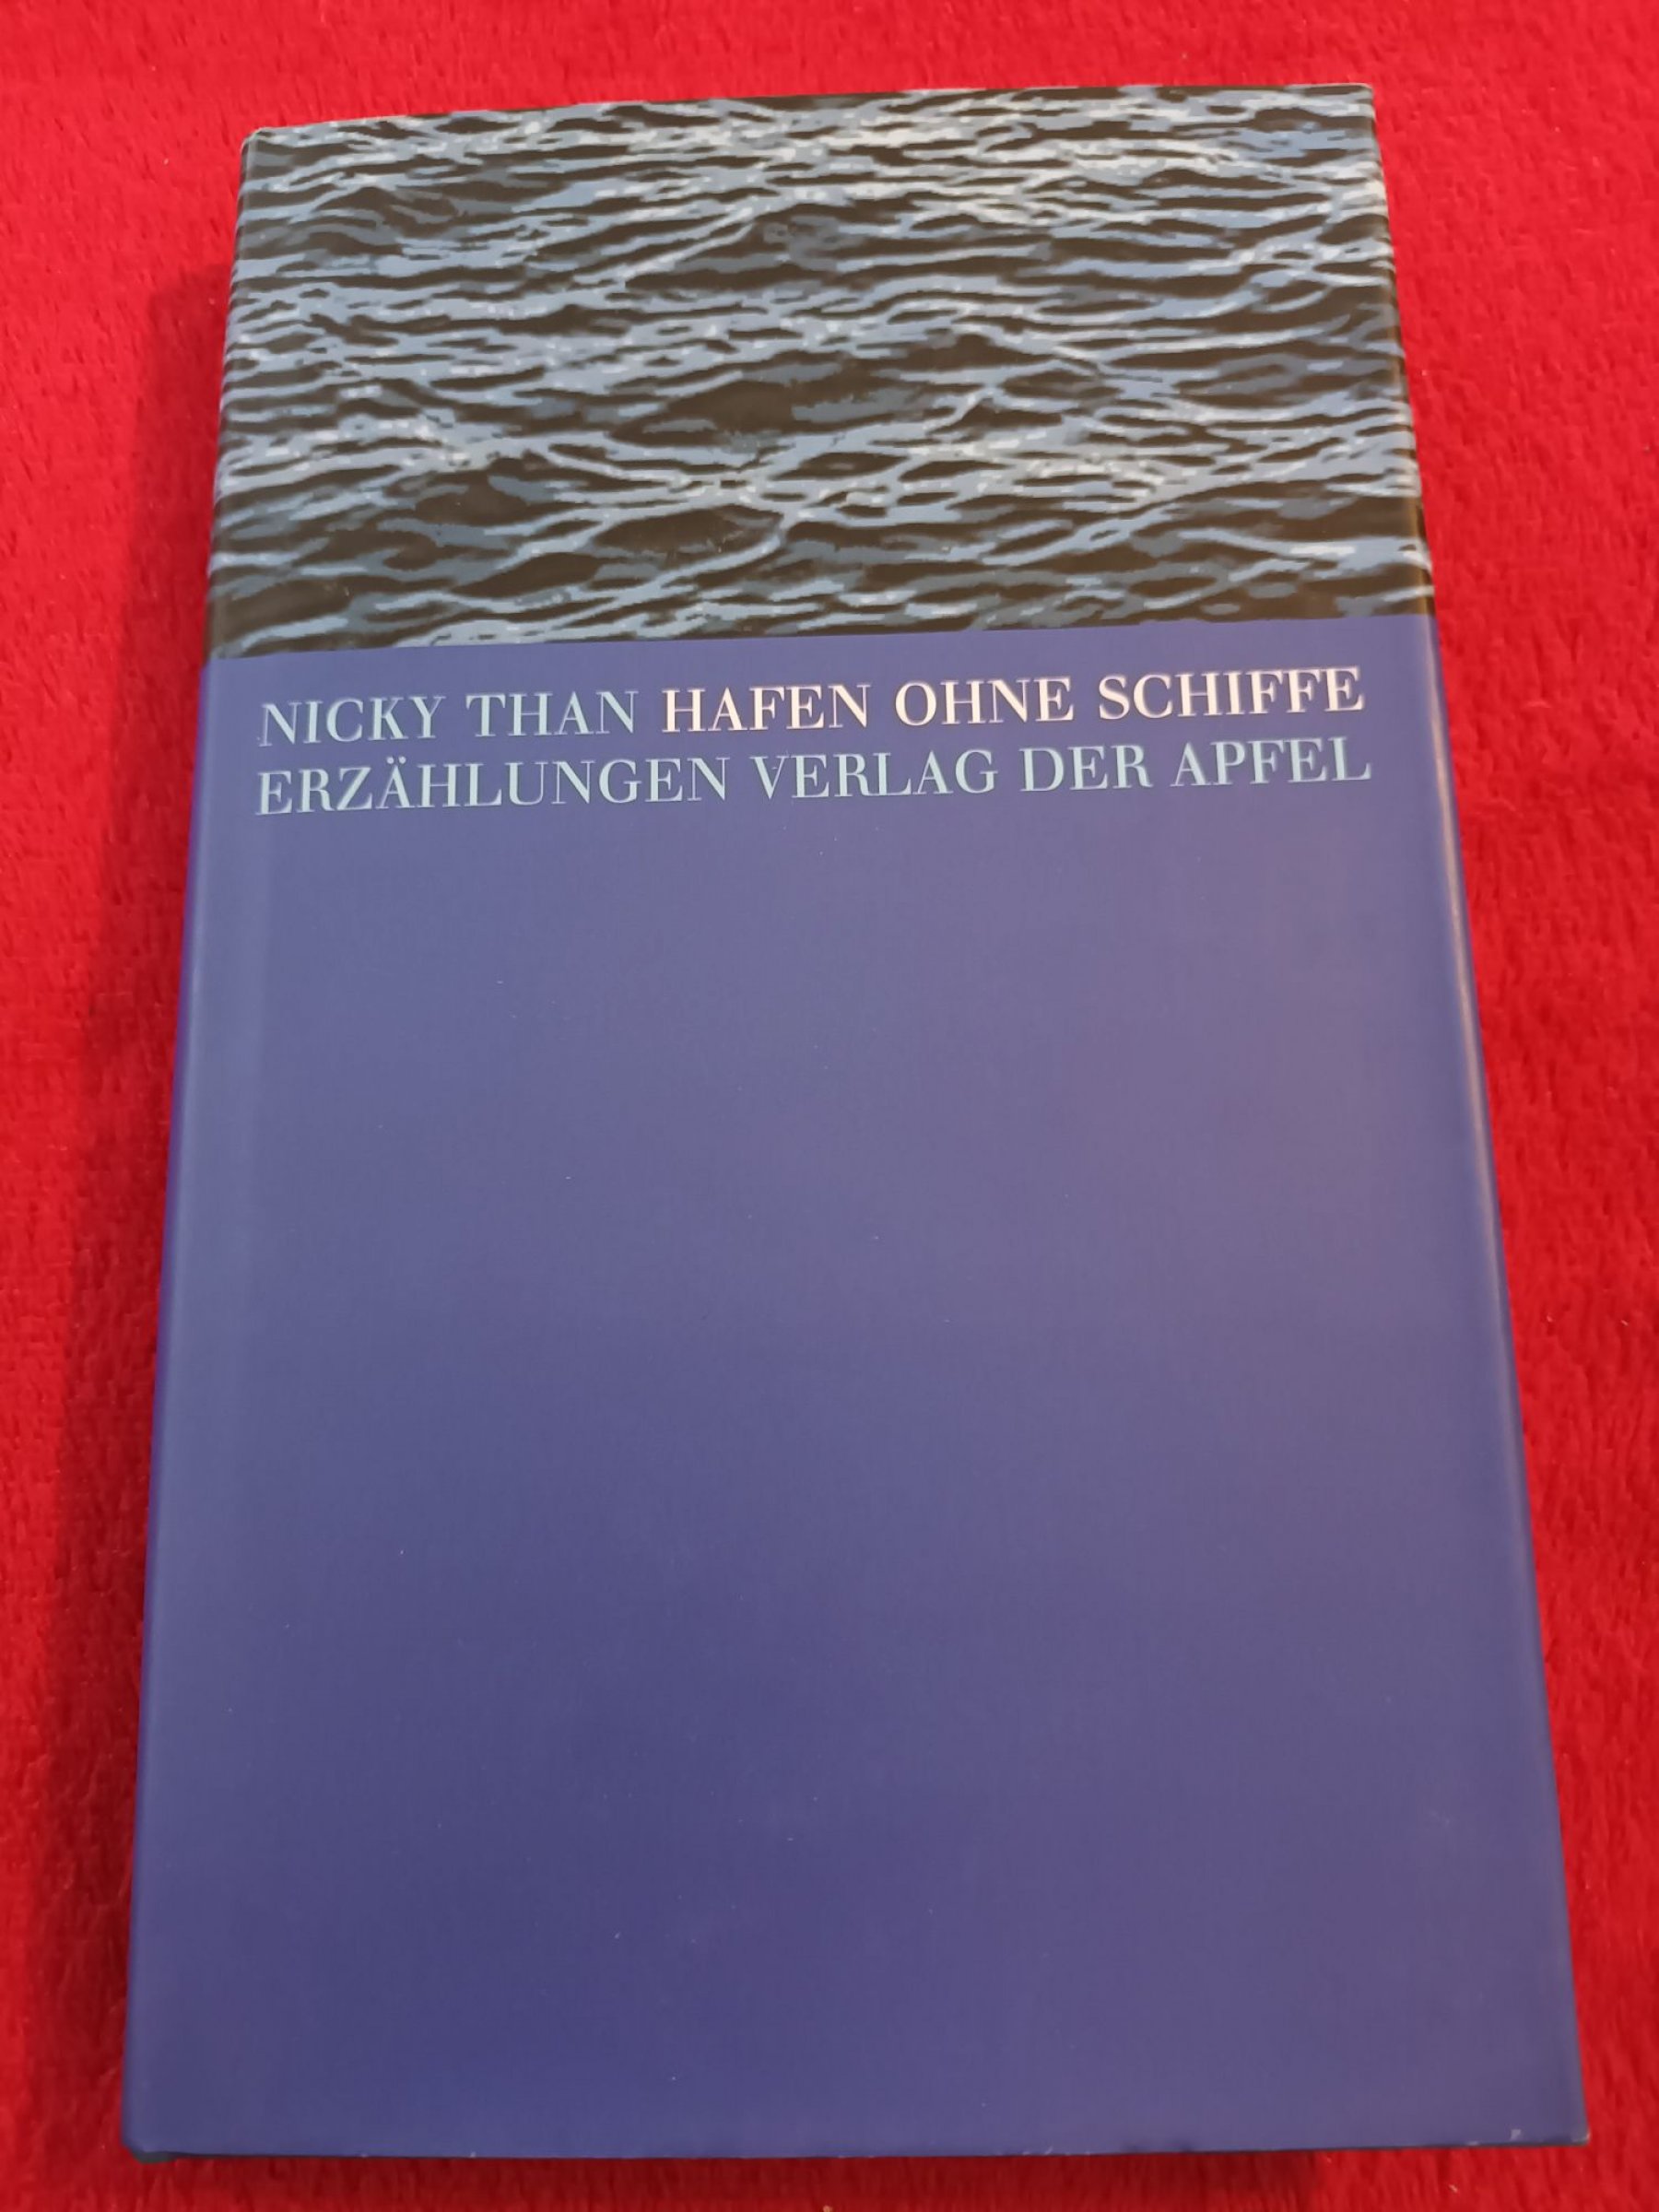 NICKY THAN HAFEN OHNE SCHIFFE
ERZÄHLUNGEN VERLAG DER APFEL